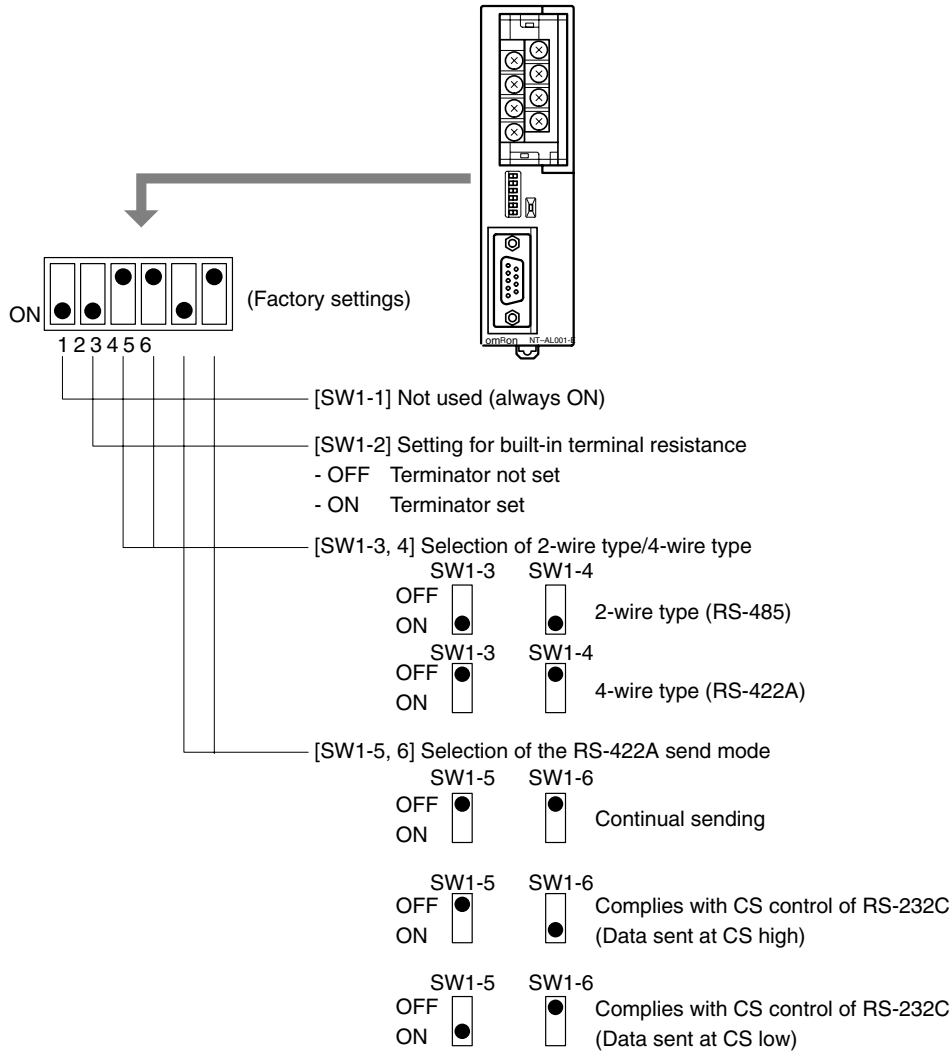 omRon NT-AL001-E
ON
(Factory settings)
1 2 3 4 5 6
[SW1-1] Not used (always ON)
[SW1-2] Setting for built-in terminal resistance
- OFF Terminator not set
- ON Terminator set
[SW1-3, 4] Selection of 2-wire type/4-wire type
SW1-3 SW1-4
OFF
ON
2-wire type (RS-485)
SW1-3 SW1-4
OFF
ON
4-wire type (RS-422A)
[SW1-5, 6] Selection of the RS-422A send mode
SW1-5 SW1-6
OFF
ON
Continual sending
SW1-5 SW1-6
OFF
ON
Complies with CS control of RS-232C
(Data sent at CS high)
SW1-5 SW1-6
OFF
ON
Complies with CS control of RS-232C
(Data sent at CS low)